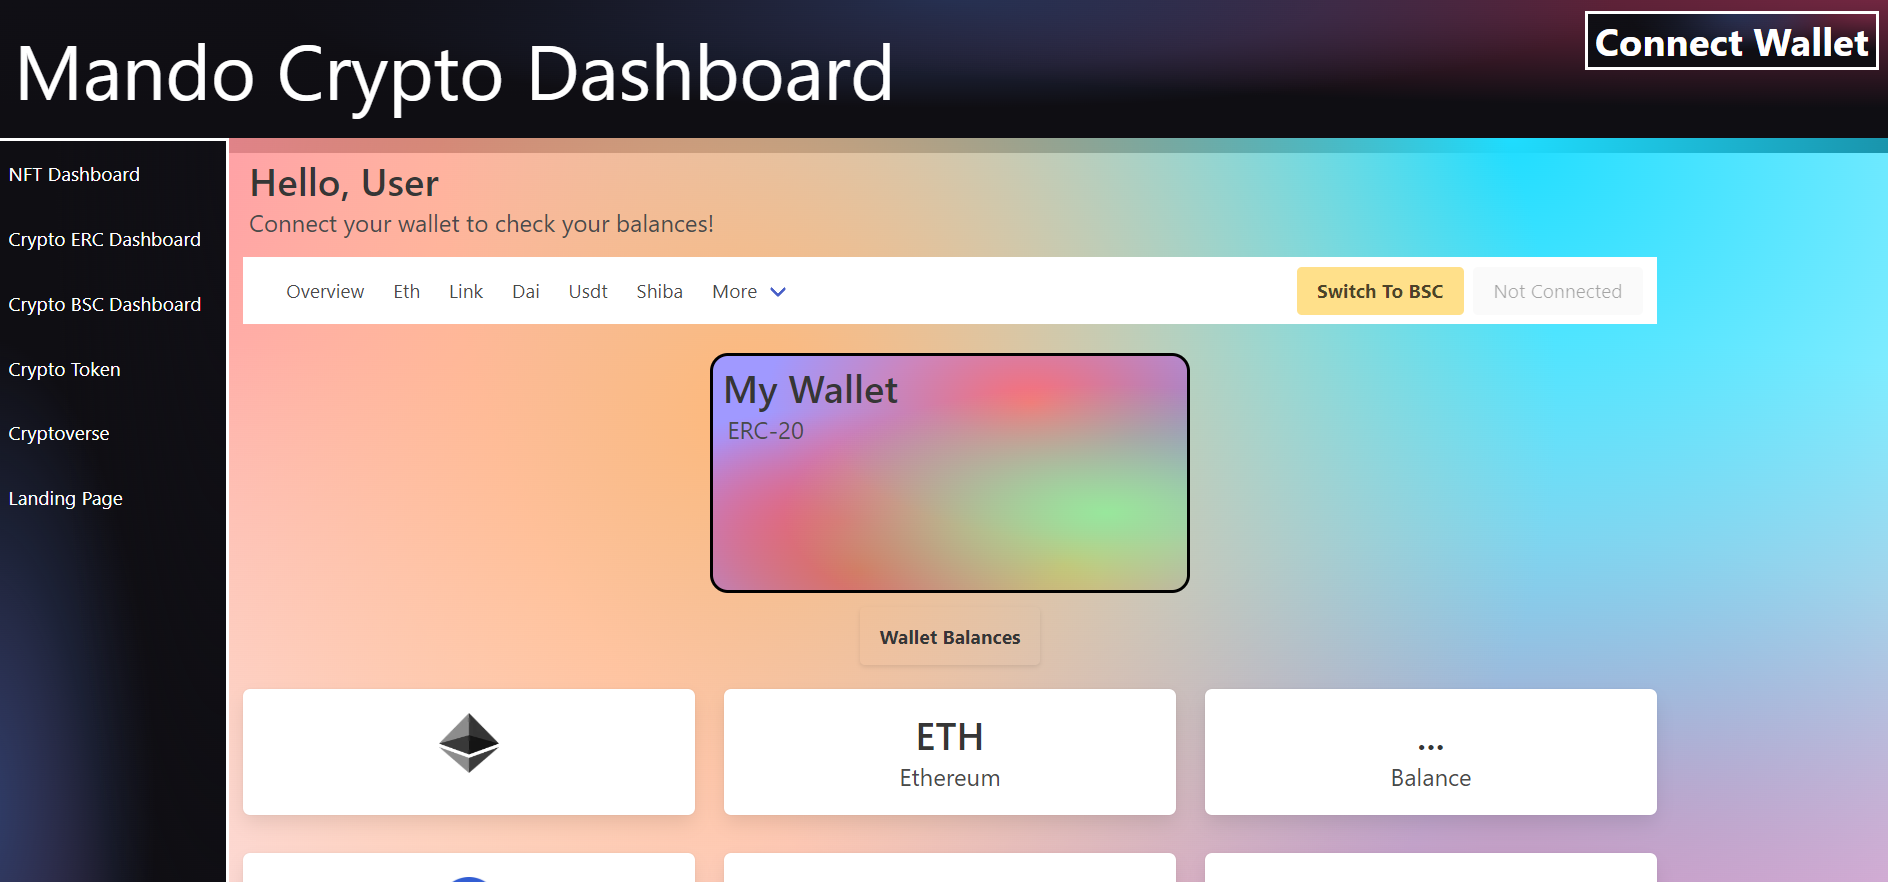 Mando Crypto Dashboard
Connect Wallet
NFT Dashboard
Crypto ERC Dashboard
Crypto BSC Dashboard
Crypto Token
Cryptoverse
Landing Page
Hello, User
Connect your wallet to check your balances!
Overview Eth Link Dai Usdt Shiba More Switch To BSC Not Connected
My Wallet
ERC-20
Wallet Balances
ETH
Ethereum
...
Balance